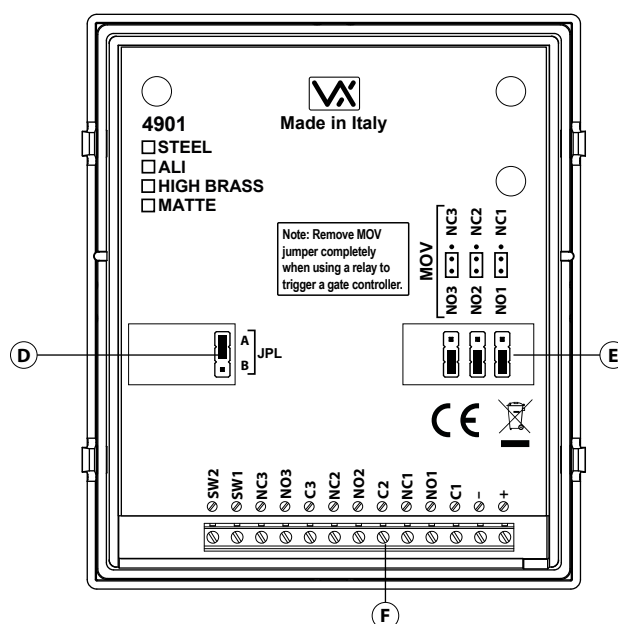 VX
Made in Italy
4901
STEEL
ALI
HIGH BRASS
MATTE
Note: Remove MOV
jumper completely
when using a relay to
trigger a gate controller.
MOV
NC3 NC2 NC1
NO3 NO2 NO1
D
A
B
JPL
E
CE
SW2 SW1 NC3 NO3 C3 NC2 NO2 C2 NC1 NO1 C1 – +
F